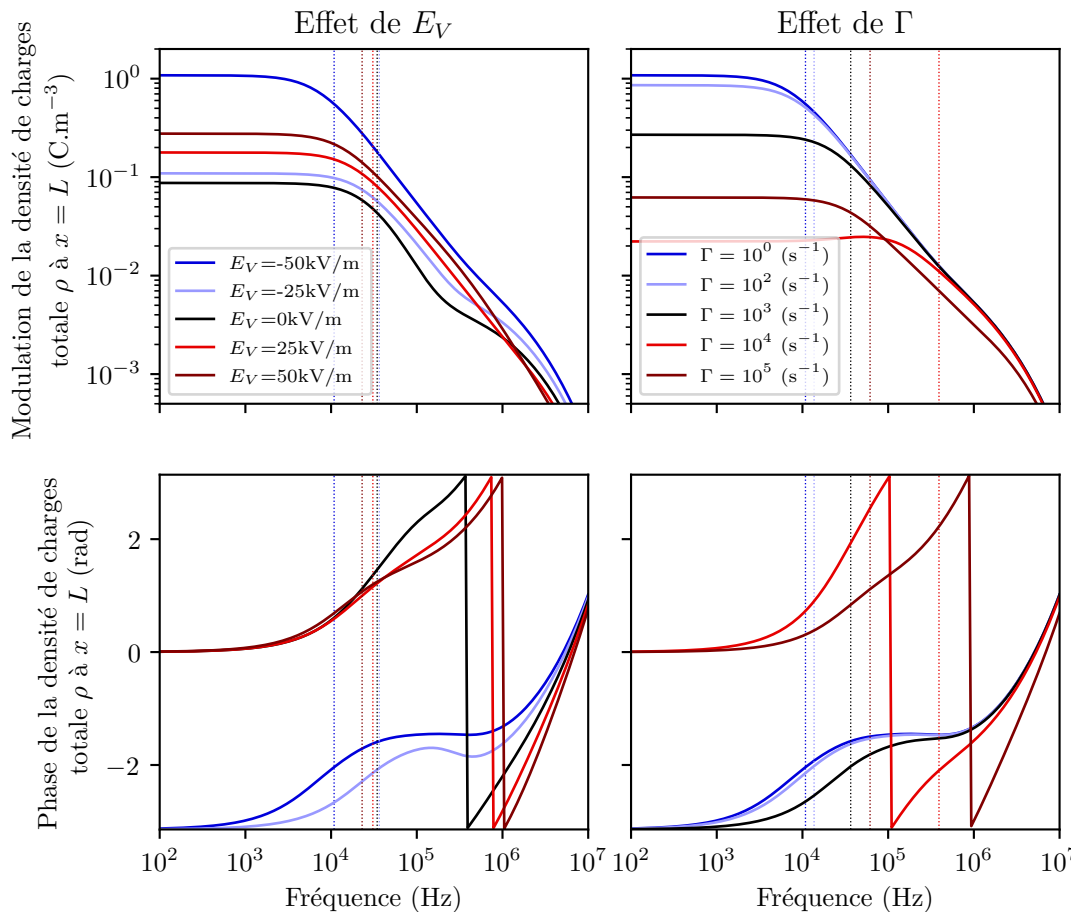 Effet de E_V
Effet de Γ
Modulation de la densité de charges
totale ρ à x = L (C.m⁻³)
10⁰
10⁻¹
10⁻²
10⁻³
E_V=-50kV/m
E_V=-25kV/m
E_V=0kV/m
E_V=25kV/m
E_V=50kV/m
Γ = 10⁰ (s⁻¹)
Γ = 10² (s⁻¹)
Γ = 10³ (s⁻¹)
Γ = 10⁴ (s⁻¹)
Γ = 10⁵ (s⁻¹)
Phase de la densité de charges
totale ρ à x = L (rad)
2
0
−2
10² 10³ 10⁴ 10⁵ 10⁶ 10⁷
10² 10³ 10⁴ 10⁵ 10⁶ 10⁷
Fréquence (Hz)
Fréquence (Hz)